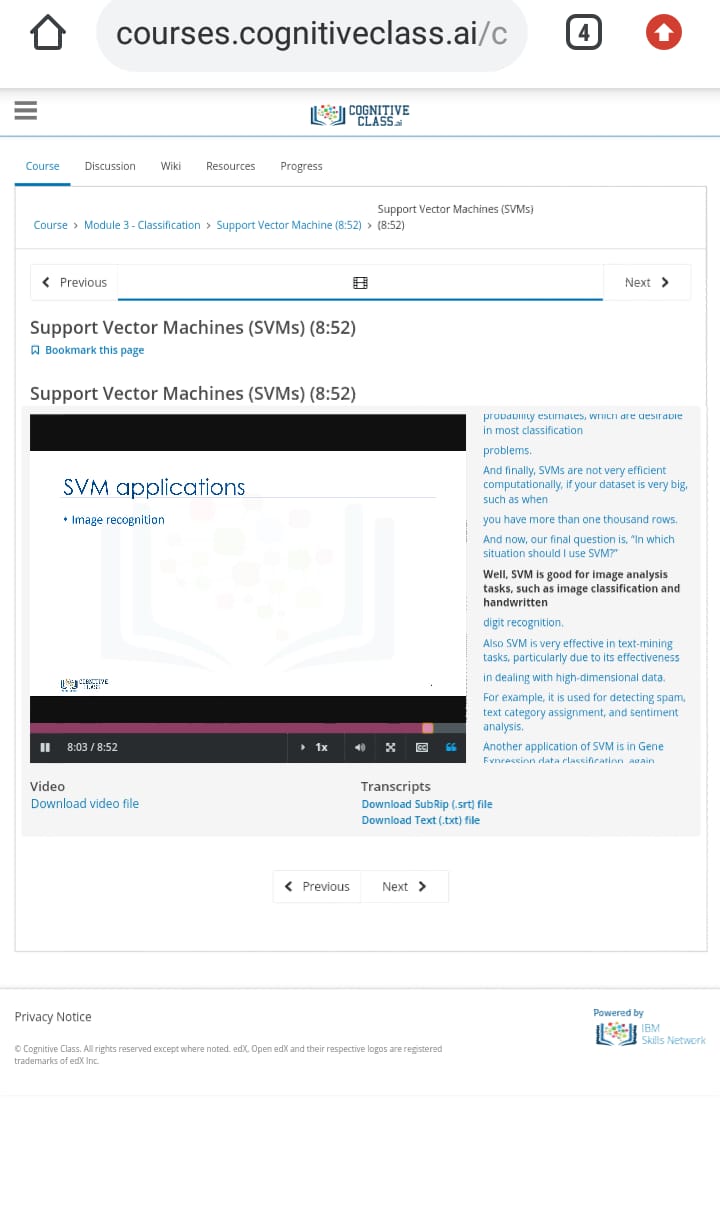 courses.cognitiveclass.ai/c
4
COGNITIVE
CLASS.ai
Course
Discussion
Wiki
Resources
Progress
Course > Module 3 - Classification > Support Vector Machine (8:52) > Support Vector Machines (SVMs)
(8:52)
Previous
Next
Support Vector Machines (SVMs) (8:52)
Bookmark this page
Support Vector Machines (SVMs) (8:52)
SVM applications
• Image recognition
COGNITIVE
CLASS
8:03 / 8:52
1x
CC
probability estimates, which are desirable
in most classification
problems.
And finally, SVMs are not very efficient
computationally, if your dataset is very big,
such as when
you have more than one thousand rows.
And now, our final question is, “In which
situation should I use SVM?”
Well, SVM is good for image analysis
tasks, such as image classification and
handwritten
digit recognition.
Also SVM is very effective in text-mining
tasks, particularly due to its effectiveness
in dealing with high-dimensional data.
For example, it is used for detecting spam,
text category assignment, and sentiment
analysis.
Another application of SVM is in Gene
Expression data classification, again
Video
Download video file
Transcripts
Download SubRip (.srt) file
Download Text (.txt) file
Previous
Next
Privacy Notice
© Cognitive Class. All rights reserved except where noted. edX, Open edX and their respective logos are registered
trademarks of edX Inc.
Powered by
IBM
Skills Network